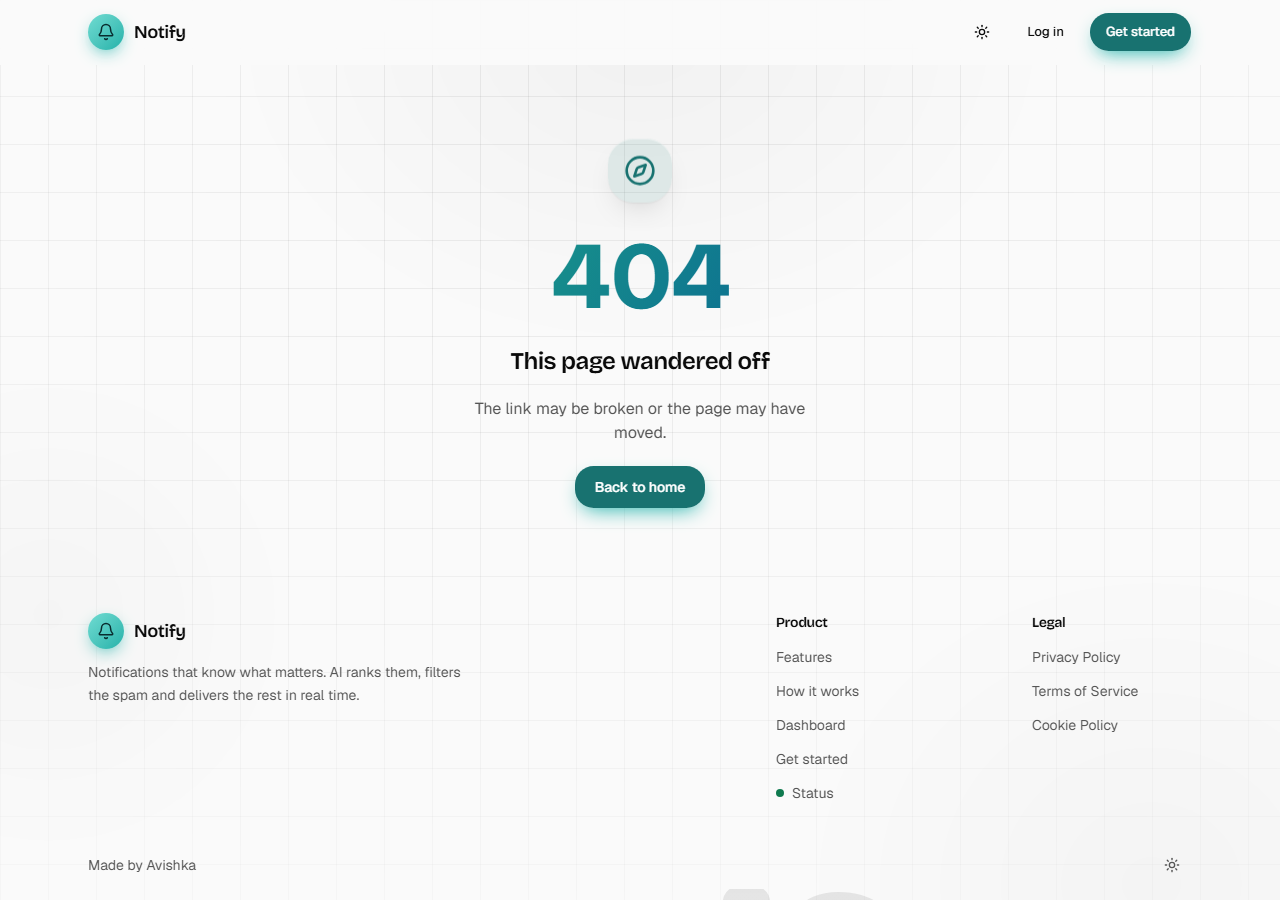 Notify
Log in
Get started
404
This page wandered off
The link may be broken or the page may have
moved.
Back to home
Notify
Notifications that know what matters. AI ranks them, filters
the spam and delivers the rest in real time.
Product
Features
How it works
Dashboard
Get started
Status
Legal
Privacy Policy
Terms of Service
Cookie Policy
Made by Avishka